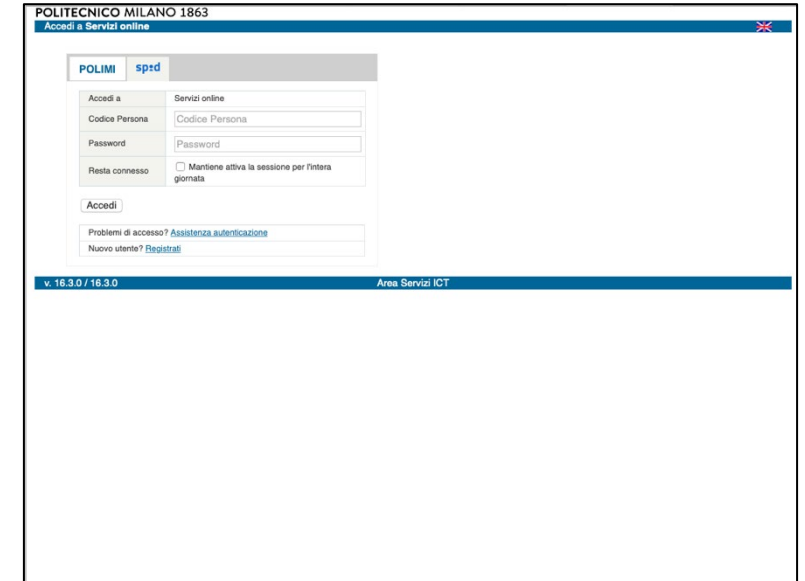 POLITECNICO MILANO 1863
Accedi a Servizi online
POLIMI spid
Accedi a Servizi online
Codice Persona Codice Persona
Password Password
Resta connesso Mantiene attiva la sessione per l'intera
giornata
Accedi
Problemi di accesso? Assistenza autenticazione
Nuovo utente? Registrati
v. 16.3.0 / 16.3.0 Area Servizi ICT